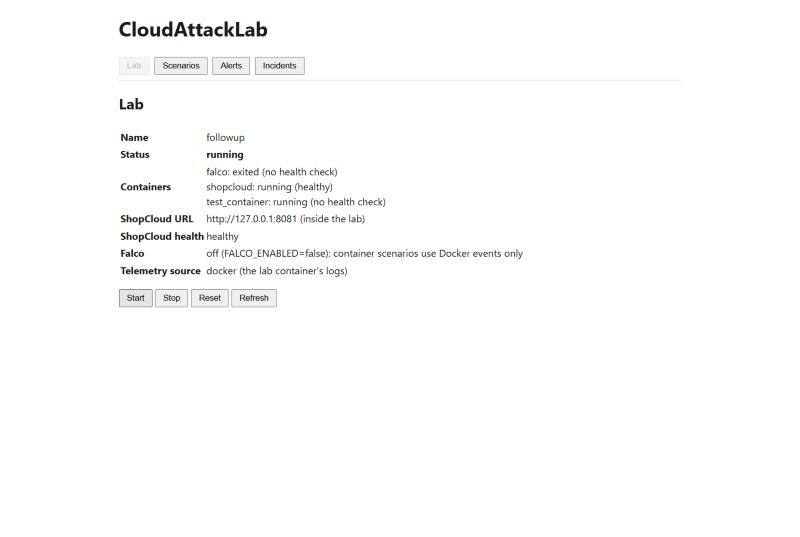 CloudAttackLab
Lab Scenarios Alerts Incidents
Lab
Name followup
Status running
Containers falco: exited (no health check)
shopcloud: running (healthy)
test_container: running (no health check)
ShopCloud URL http://127.0.0.1:8081 (inside the lab)
ShopCloud health healthy
Falco off (FALCO_ENABLED=false): container scenarios use Docker events only
Telemetry source docker (the lab container's logs)
Start Stop Reset Refresh